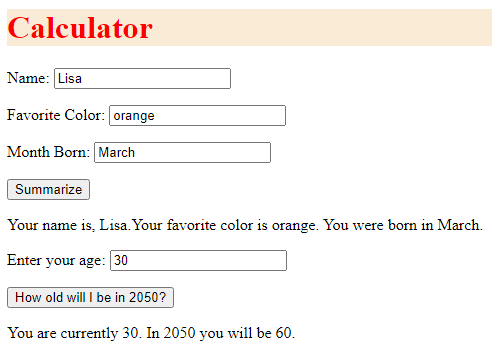 Calculator
Name: Lisa
Favorite Color: orange
Month Born: March
Summarize
Your name is, Lisa.Your favorite color is orange. You were born in March.
Enter your age: 30
How old will I be in 2050?
You are currently 30. In 2050 you will be 60.